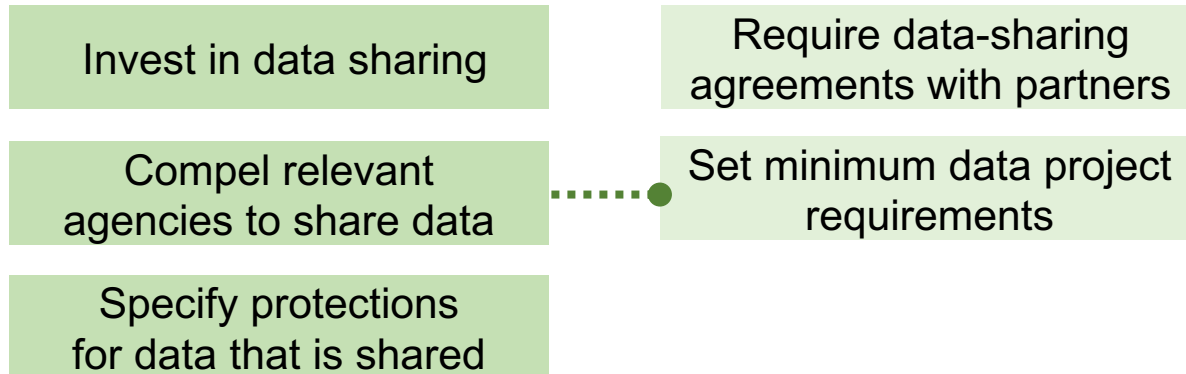 Invest in data sharing
Compel relevant
agencies to share data
Specify protections
for data that is shared
Require data-sharing
agreements with partners
Set minimum data project
requirements